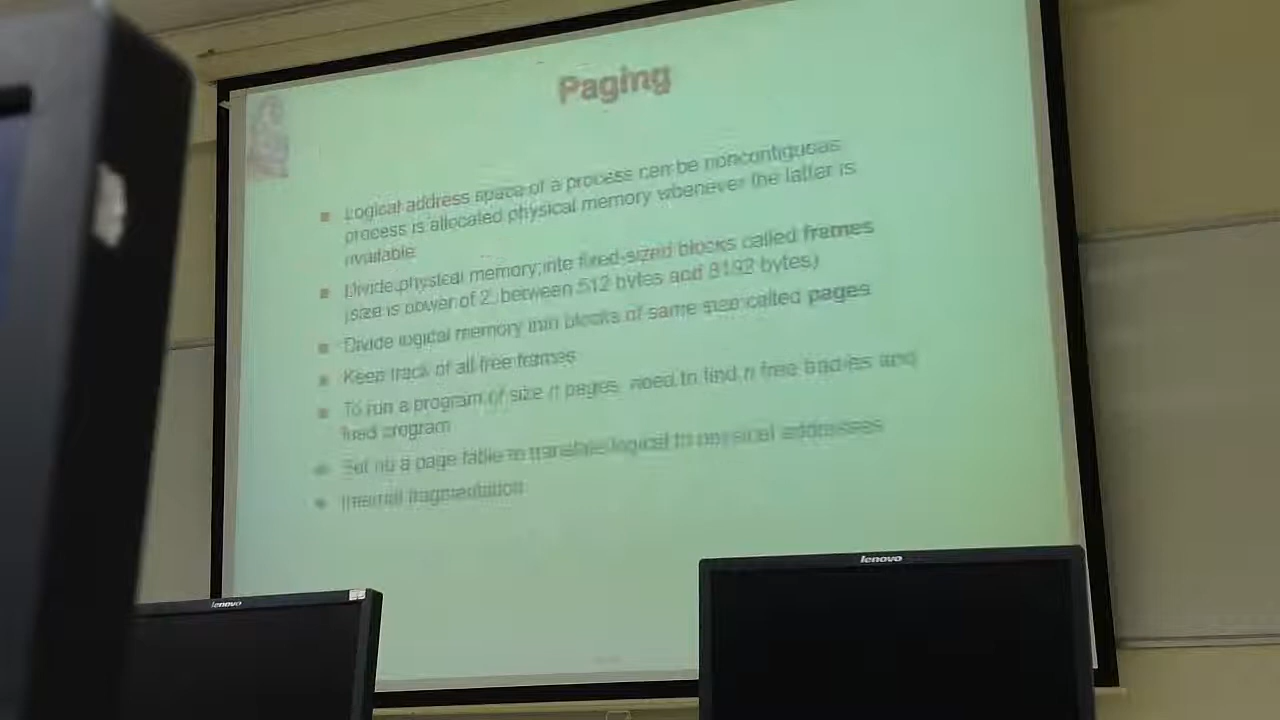 Paging
Logical address space of a process can be noncontiguous;
process is allocated physical memory whenever the latter is
available
Divide physical memory into fixed-sized blocks called frames
(size is power of 2, between 512 bytes and 8192 bytes)
Divide logical memory into blocks of same size called pages
Keep track of all free frames
To run a program of size n pages, need to find n free and
program
Set up a page table to translate logical to physical addresses
Internal fragmentation
lenovo
lenovo